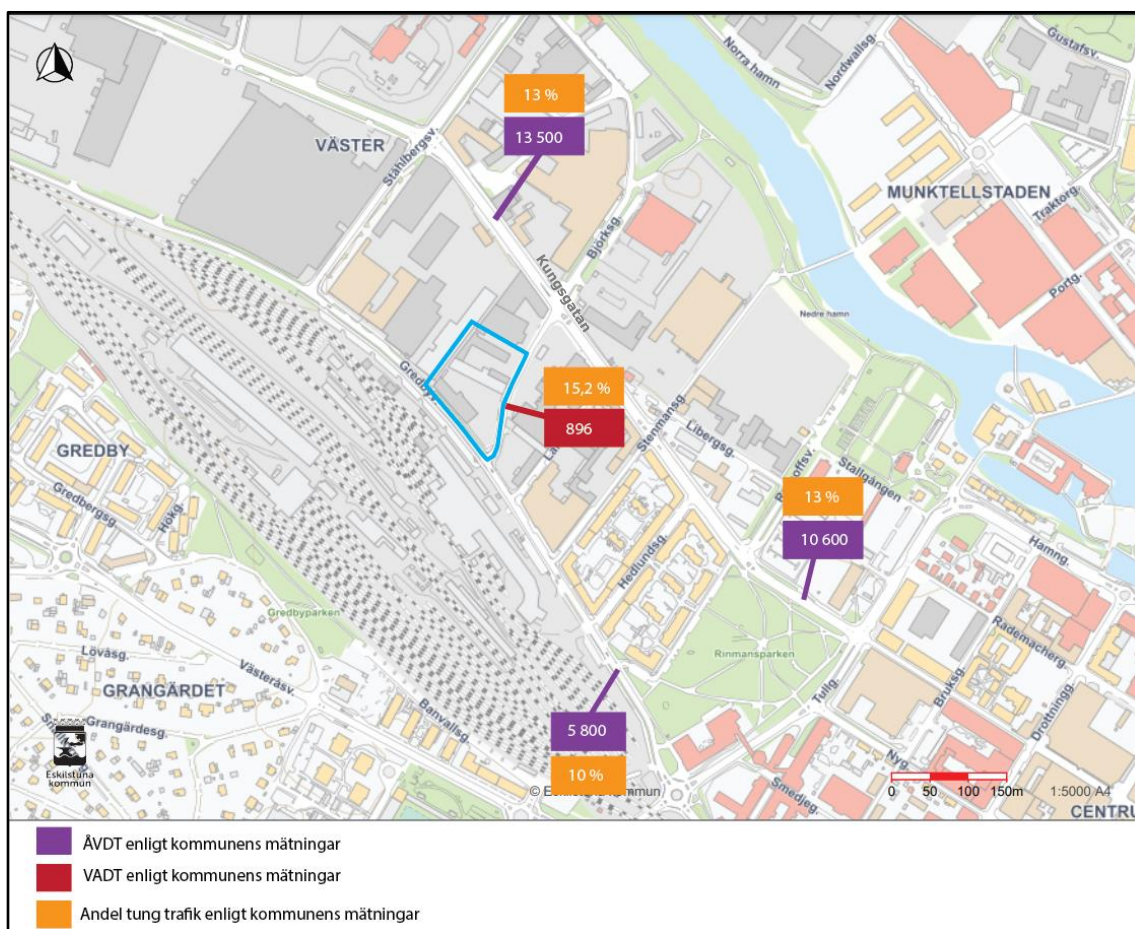 Norra hamn
Nordwallsg.
Gustafsv.
13 %
VÄSTER
Ståhlbergsv.
13 500
MUNKTELLSTADEN
Traktorg.
Björksg.
Kungsgatan
Portg.
Nedre hamn
Gredbyv.
15,2 %
896
Stenmansg.
Libergsg.
GREDBY
Stallgången
13 %
Gredbergsg.
Hökg.
10 600
Hamng.
Hedlundsg.
Gredbyparken
Rademacherg.
Rinmansparken
Lövåsg.
Västeråsv.
GRANGÄRDET
Tullg.
Bruksg.
Drottningg.
Grangärdesg.
Banvallsg.
5 800
Nyg.
Eskilstuna
kommun
10 %
Smedjeg.
0 50 100 150m 1:5000 A4
CENTRU
ÅVDT enligt kommunens mätningar
VADT enligt kommunens mätningar
Andel tung trafik enligt kommunens mätningar